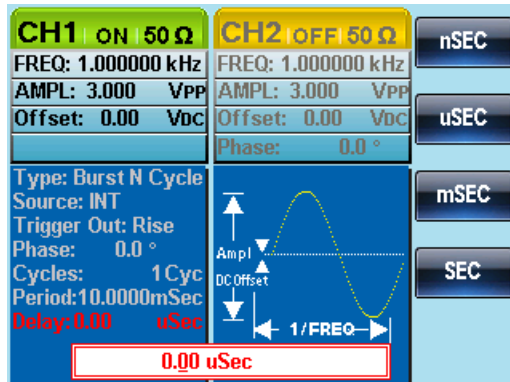 CH1 ON 50 Ω
FREQ: 1.000000 kHz
AMPL: 3.000 VPP
Offset: 0.00 VDC
CH2 OFF 50 Ω
FREQ: 1.000000 kHz
AMPL: 3.000 VPP
Offset: 0.00 VDC
Phase: 0.0 °
Type: Burst N Cycle
Source: INT
Trigger Out: Rise
Phase: 0.0 °
Cycles: 1 Cyc
Period:10.0000mSec
Delay:0.00 uSec
Ampl
DC Offset
1/FREQ
0.00 uSec
nSEC
uSEC
mSEC
SEC